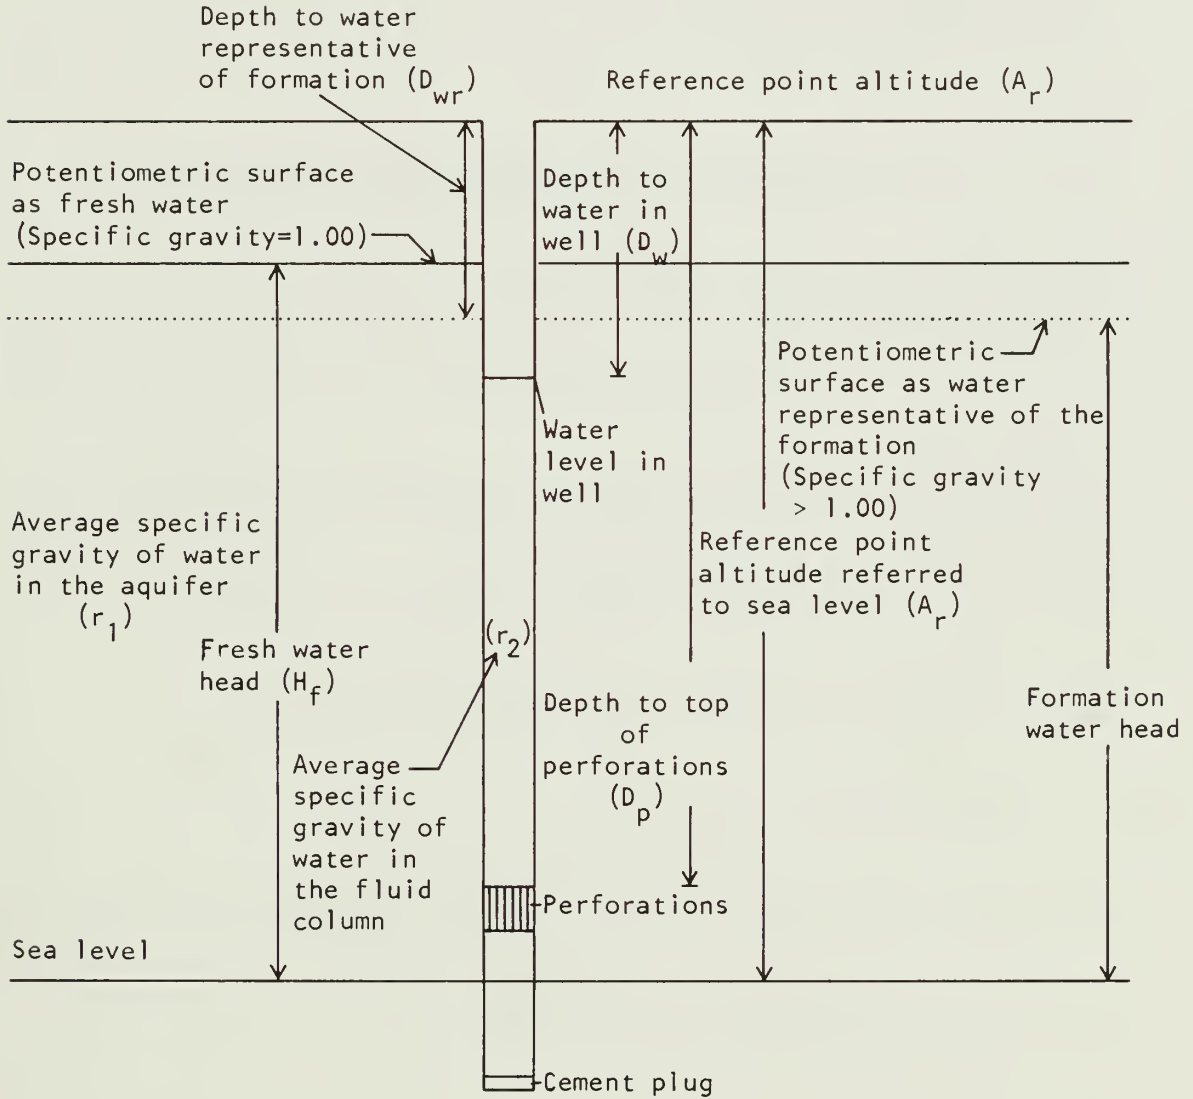 Depth to water
representative
of formation (D_wr)
Reference point altitude (A_r)
Potentiometric surface
as fresh water
(Specific gravity=1.00)
Depth to
water in
well (D_w)
Potentiometric
surface as water
representative of the
formation
(Specific gravity
> 1.00)
Water
level in
well
Average specific
gravity of water
in the aquifer
(r_1)
Reference point
altitude referred
to sea level (A_r)
Fresh water
head (H_f)
(r_2)
Depth to top
of
perforations
(D_p)
Formation
water head
Average
specific
gravity of
water in
the fluid
column
Perforations
Sea level
Cement plug